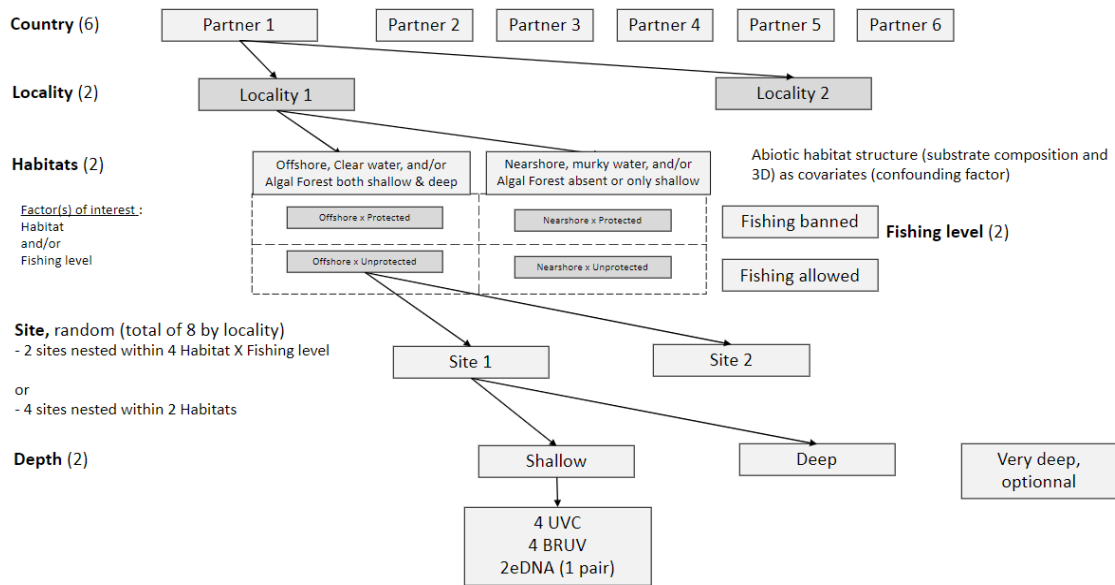 Country (6)
Partner 1
Partner 2
Partner 3
Partner 4
Partner 5
Partner 6
Locality (2)
Locality 1
Locality 2
Habitats (2)
Offshore, Clear water, and/or
Algal Forest both shallow & deep
Nearshore, murky water, and/or
Algal Forest absent or only shallow
Abiotic habitat structure (substrate composition and
3D) as covariates (confounding factor)
Factor(s) of interest :
Habitat
and/or
Fishing level
Offshore x Protected
Nearshore x Protected
Fishing banned
Fishing level (2)
Offshore x Unprotected
Nearshore x Unprotected
Fishing allowed
Site, random (total of 8 by locality)
- 2 sites nested within 4 Habitat X Fishing level
or
- 4 sites nested within 2 Habitats
Site 1
Site 2
Depth (2)
Shallow
Deep
Very deep,
optionnal
4 UVC
4 BRUV
2eDNA (1 pair)